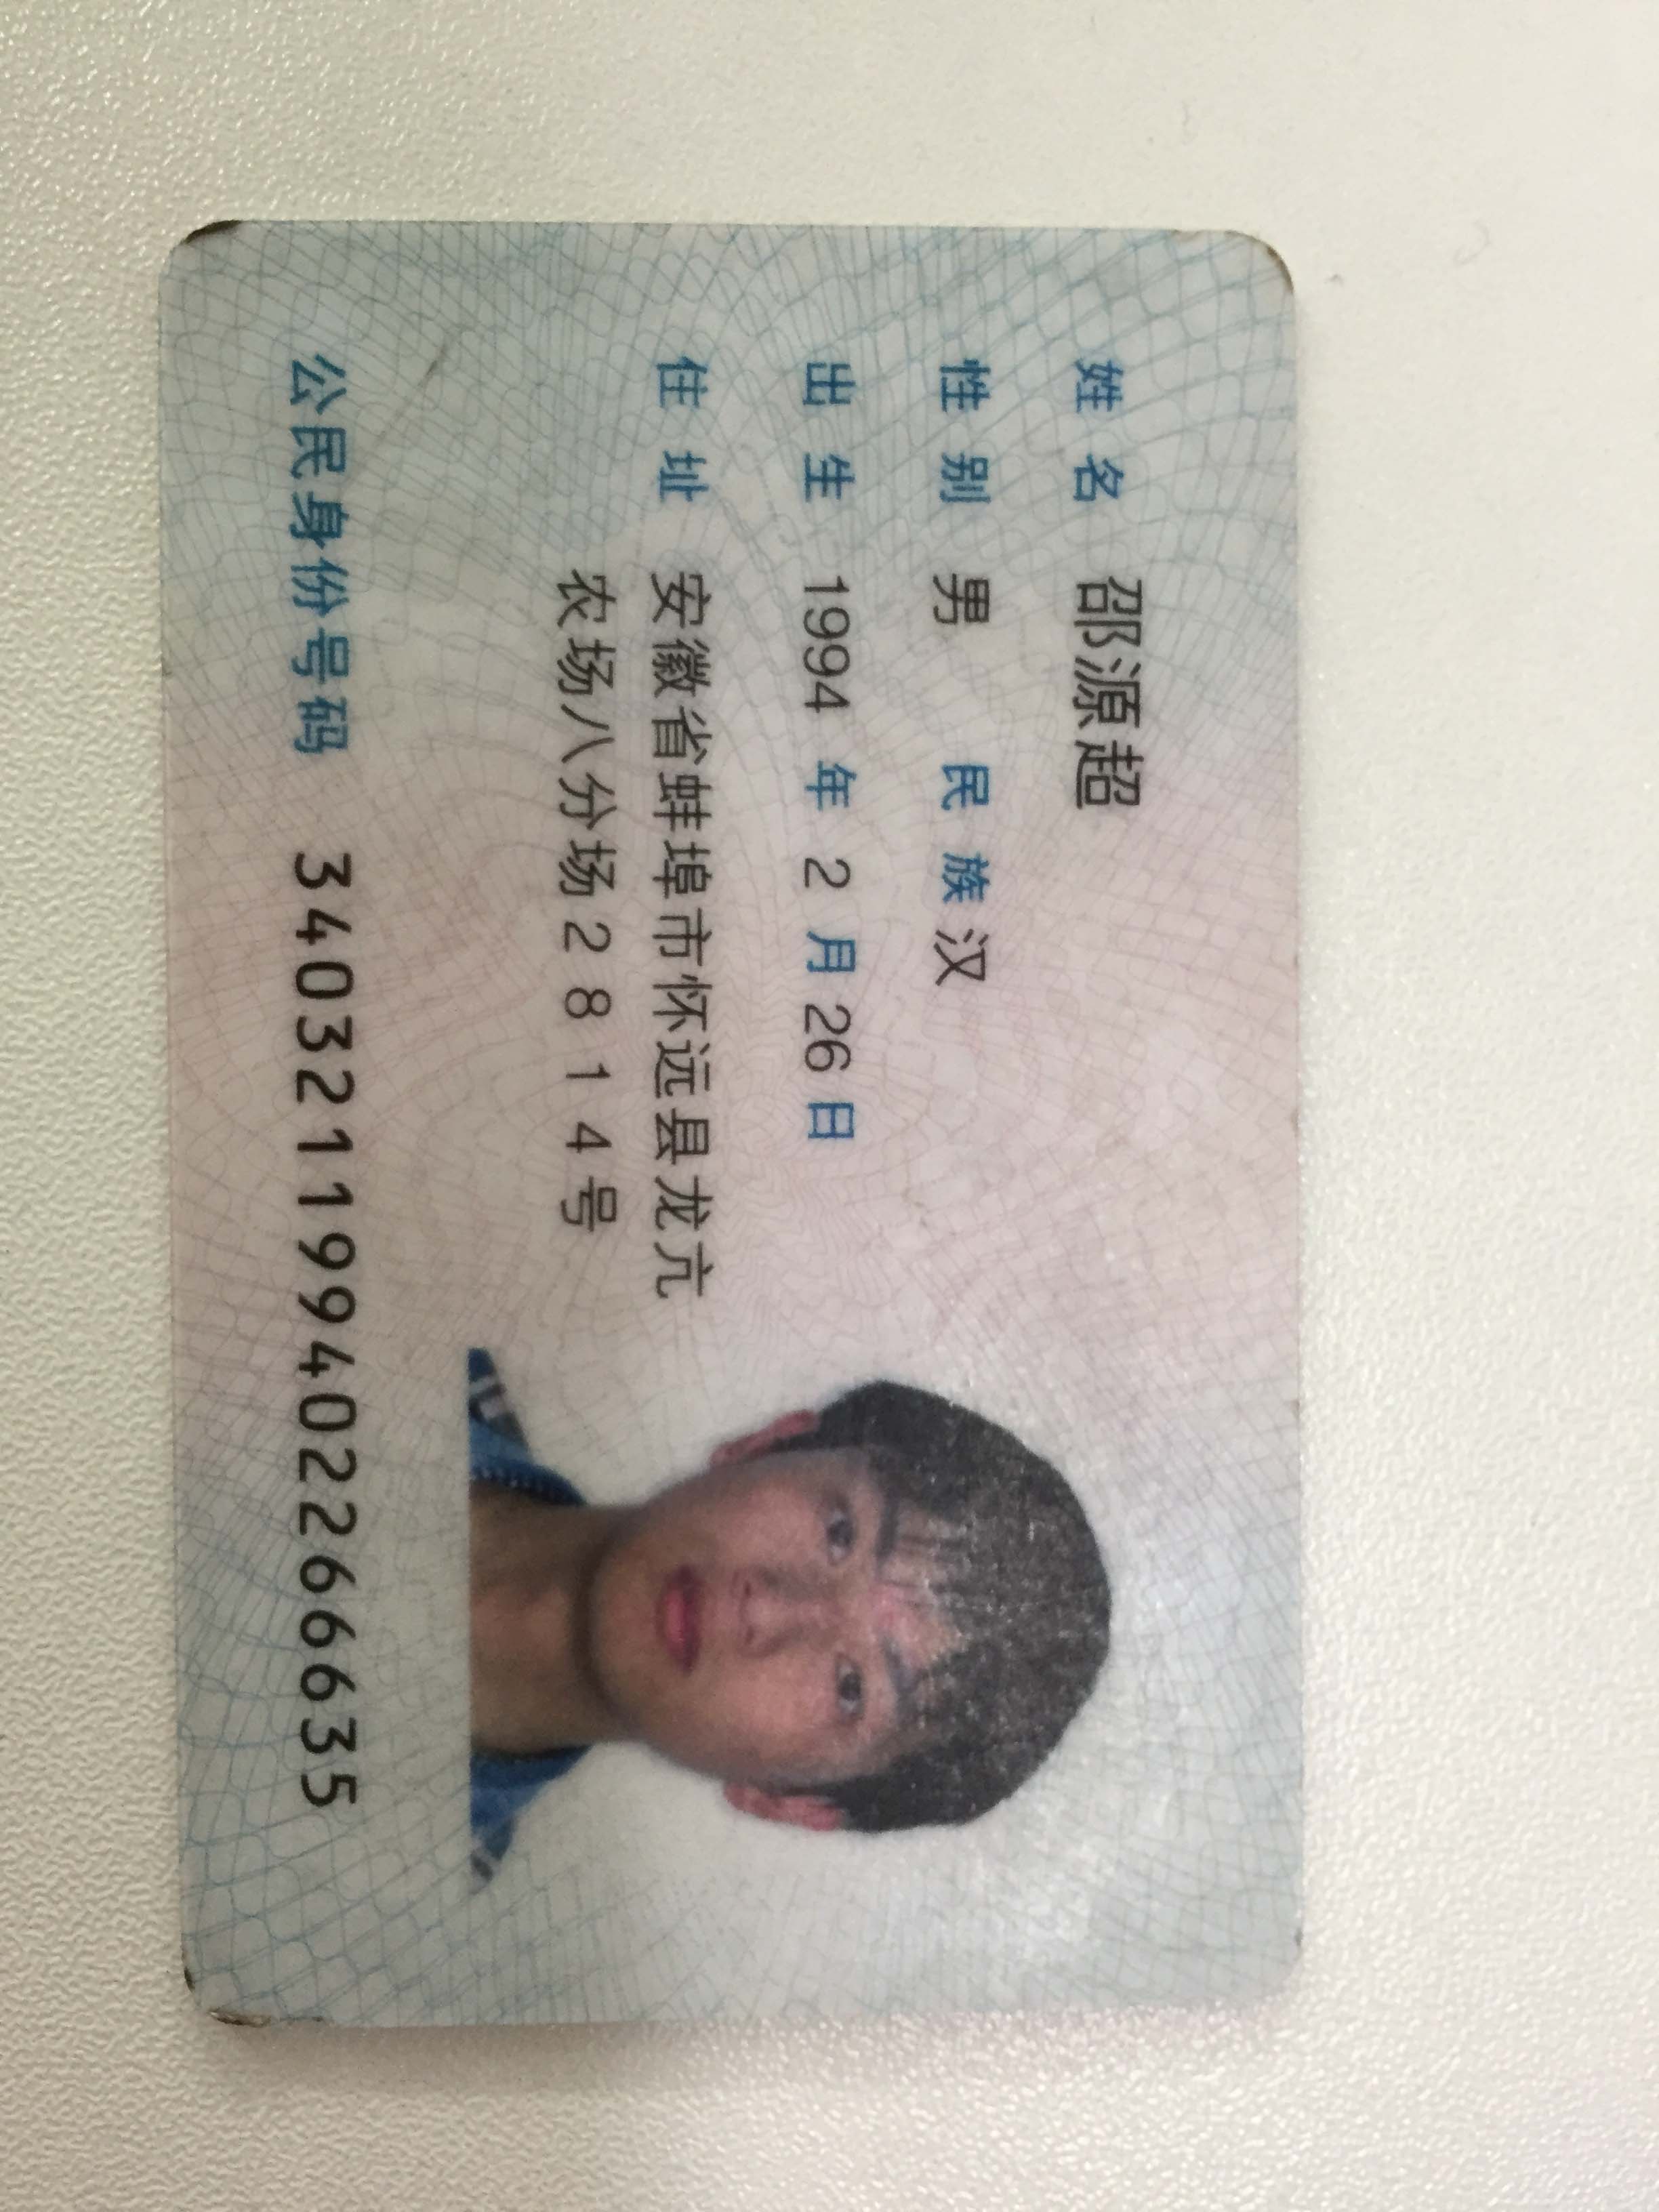 姓名 邵源超
性别 男 民族 汉
出生 1994 年 2 月 26 日
住址 安徽省蚌埠市怀远县龙亢
农场八分场2814号
公民身份号码 340321199402266635